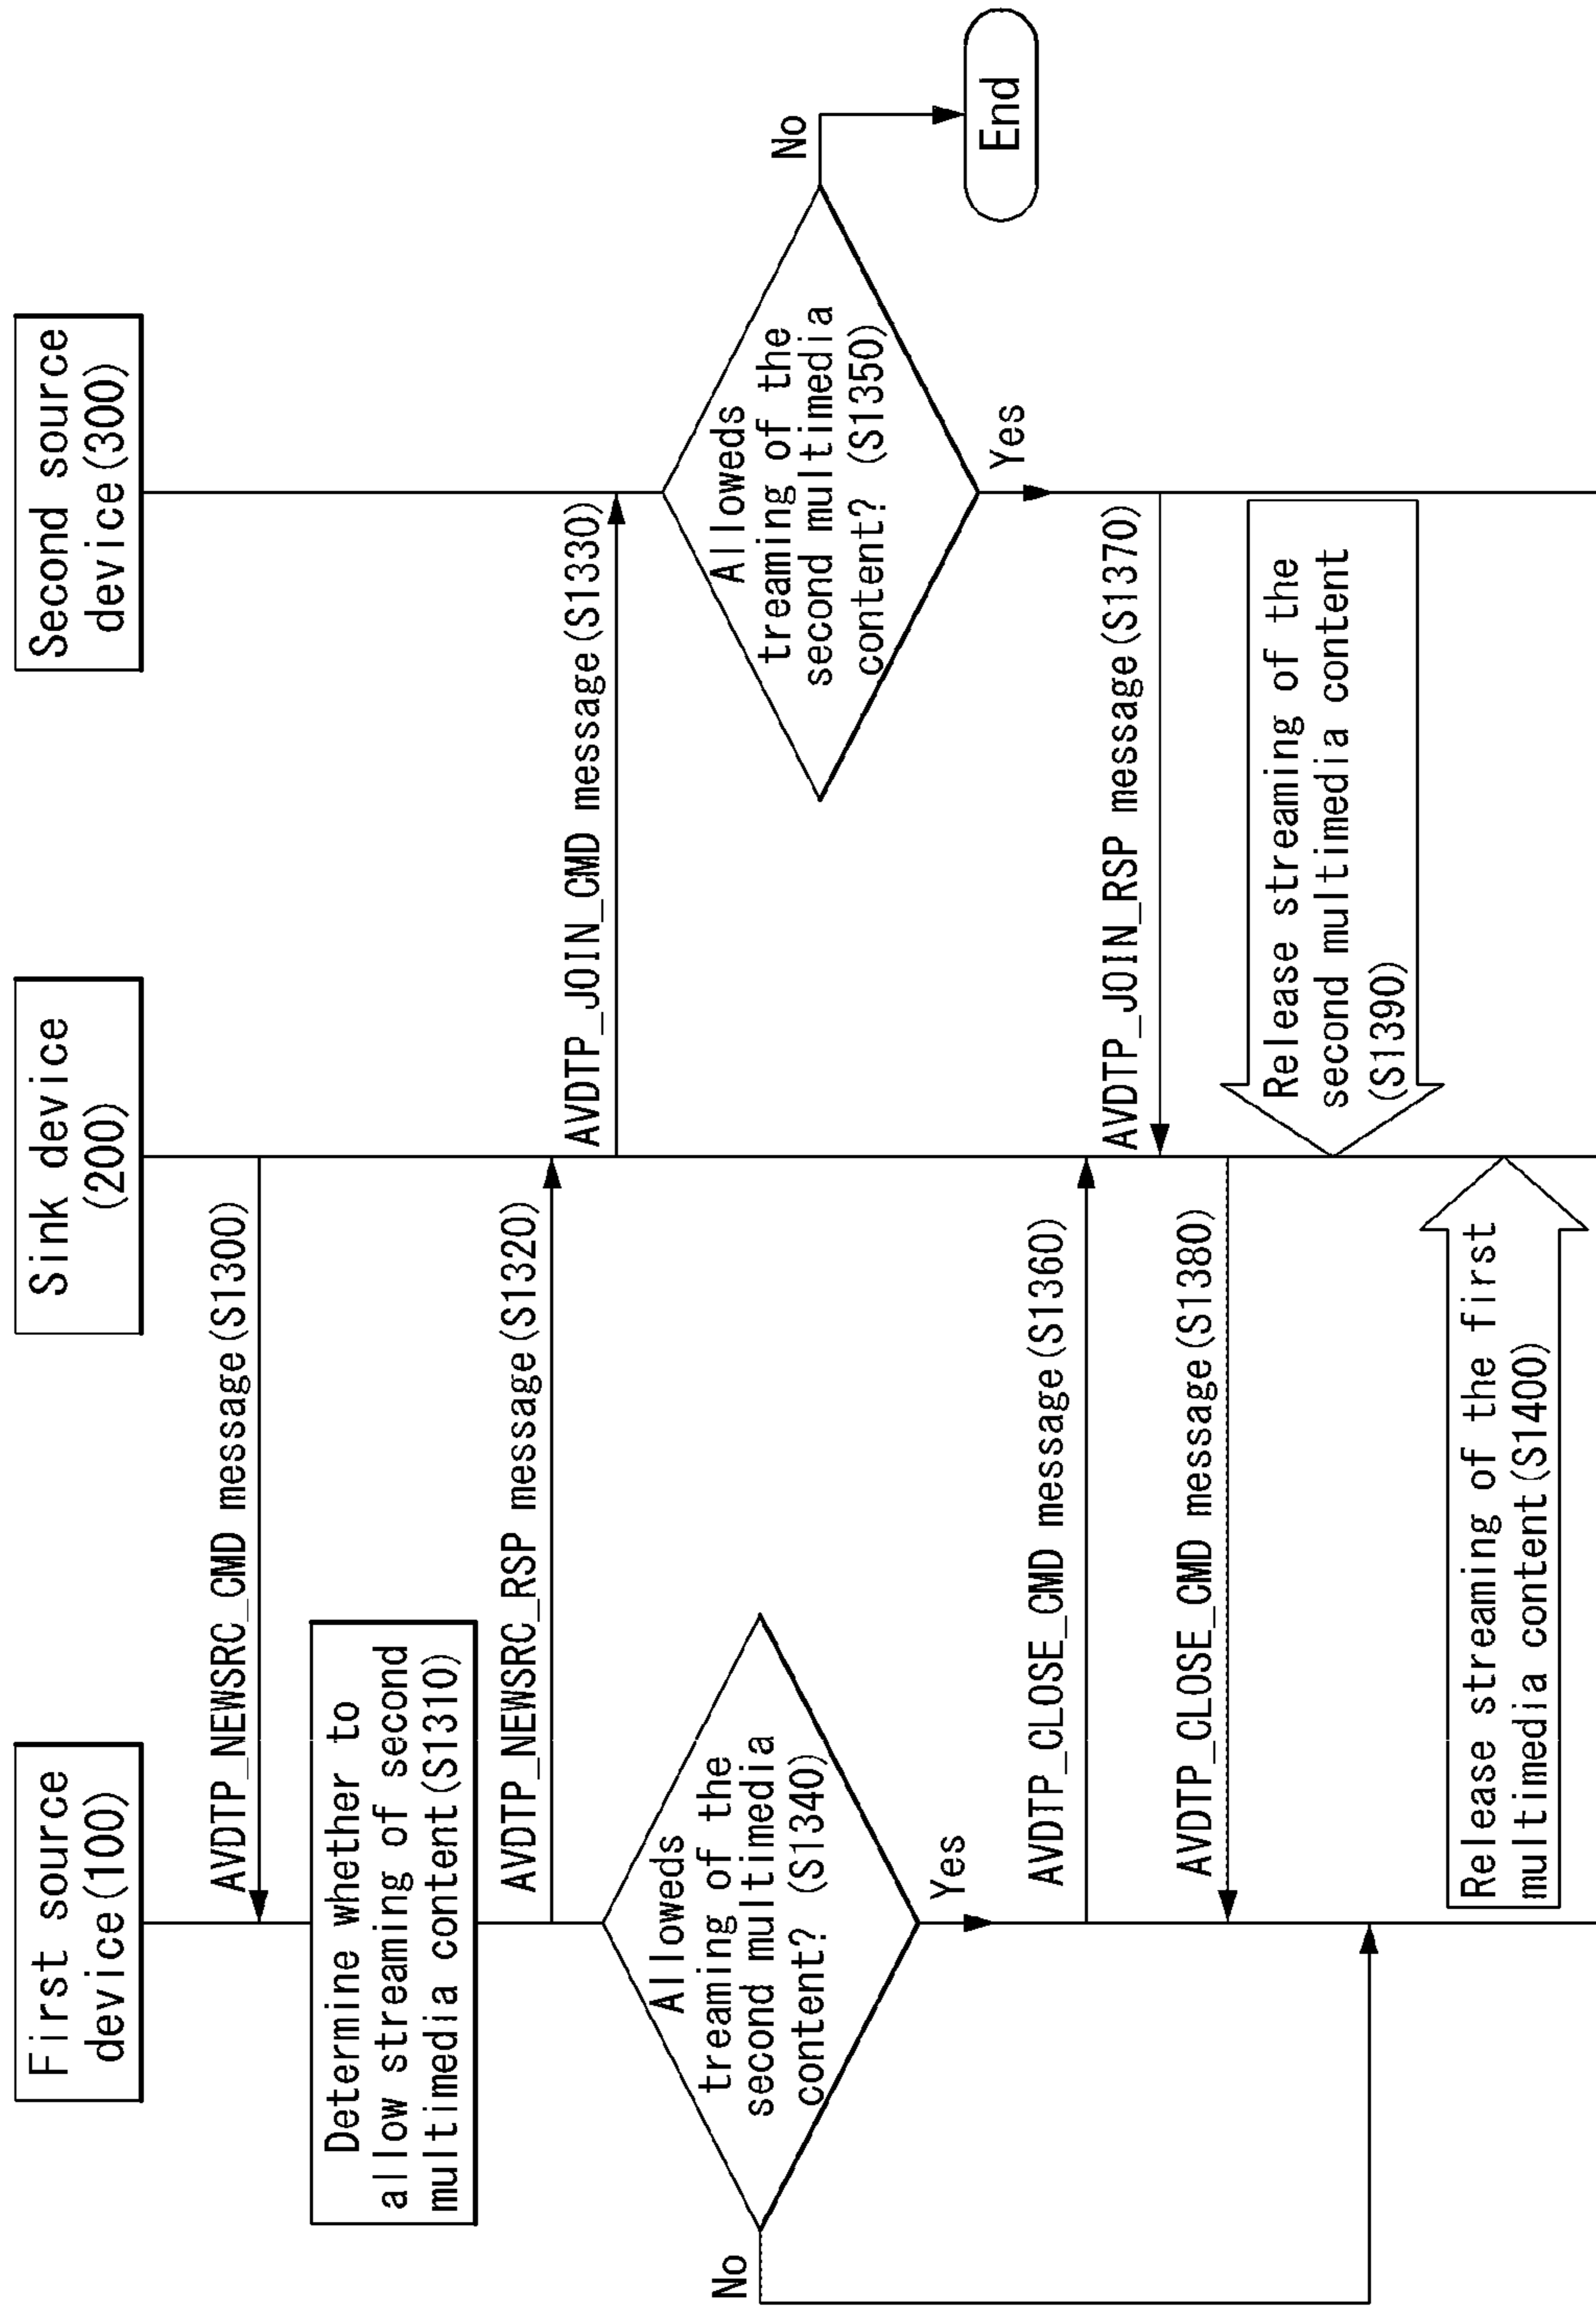 First source
device(100)
Sink device
(200)
Second source
device(300)
AVDTP_NEWSRC_CMD message(S1300)
Determine whether to
allow streaming of second
multimedia content(S1310)
AVDTP_NEWSRC_RSP message(S1320)
AVDTP_JOIN_CMD message(S1330)
Alloweds
treaming of the
second multimedia
content? (S1340)
No
Yes
Alloweds
treaming of the
second multimedia
content? (S1350)
No
End
Yes
AVDTP_CLOSE_CMD message(S1360)
AVDTP_JOIN_RSP message(S1370)
AVDTP_CLOSE_CMD message(S1380)
Release streaming of the
second multimedia content
(S1390)
Release streaming of the first
multimedia content(S1400)